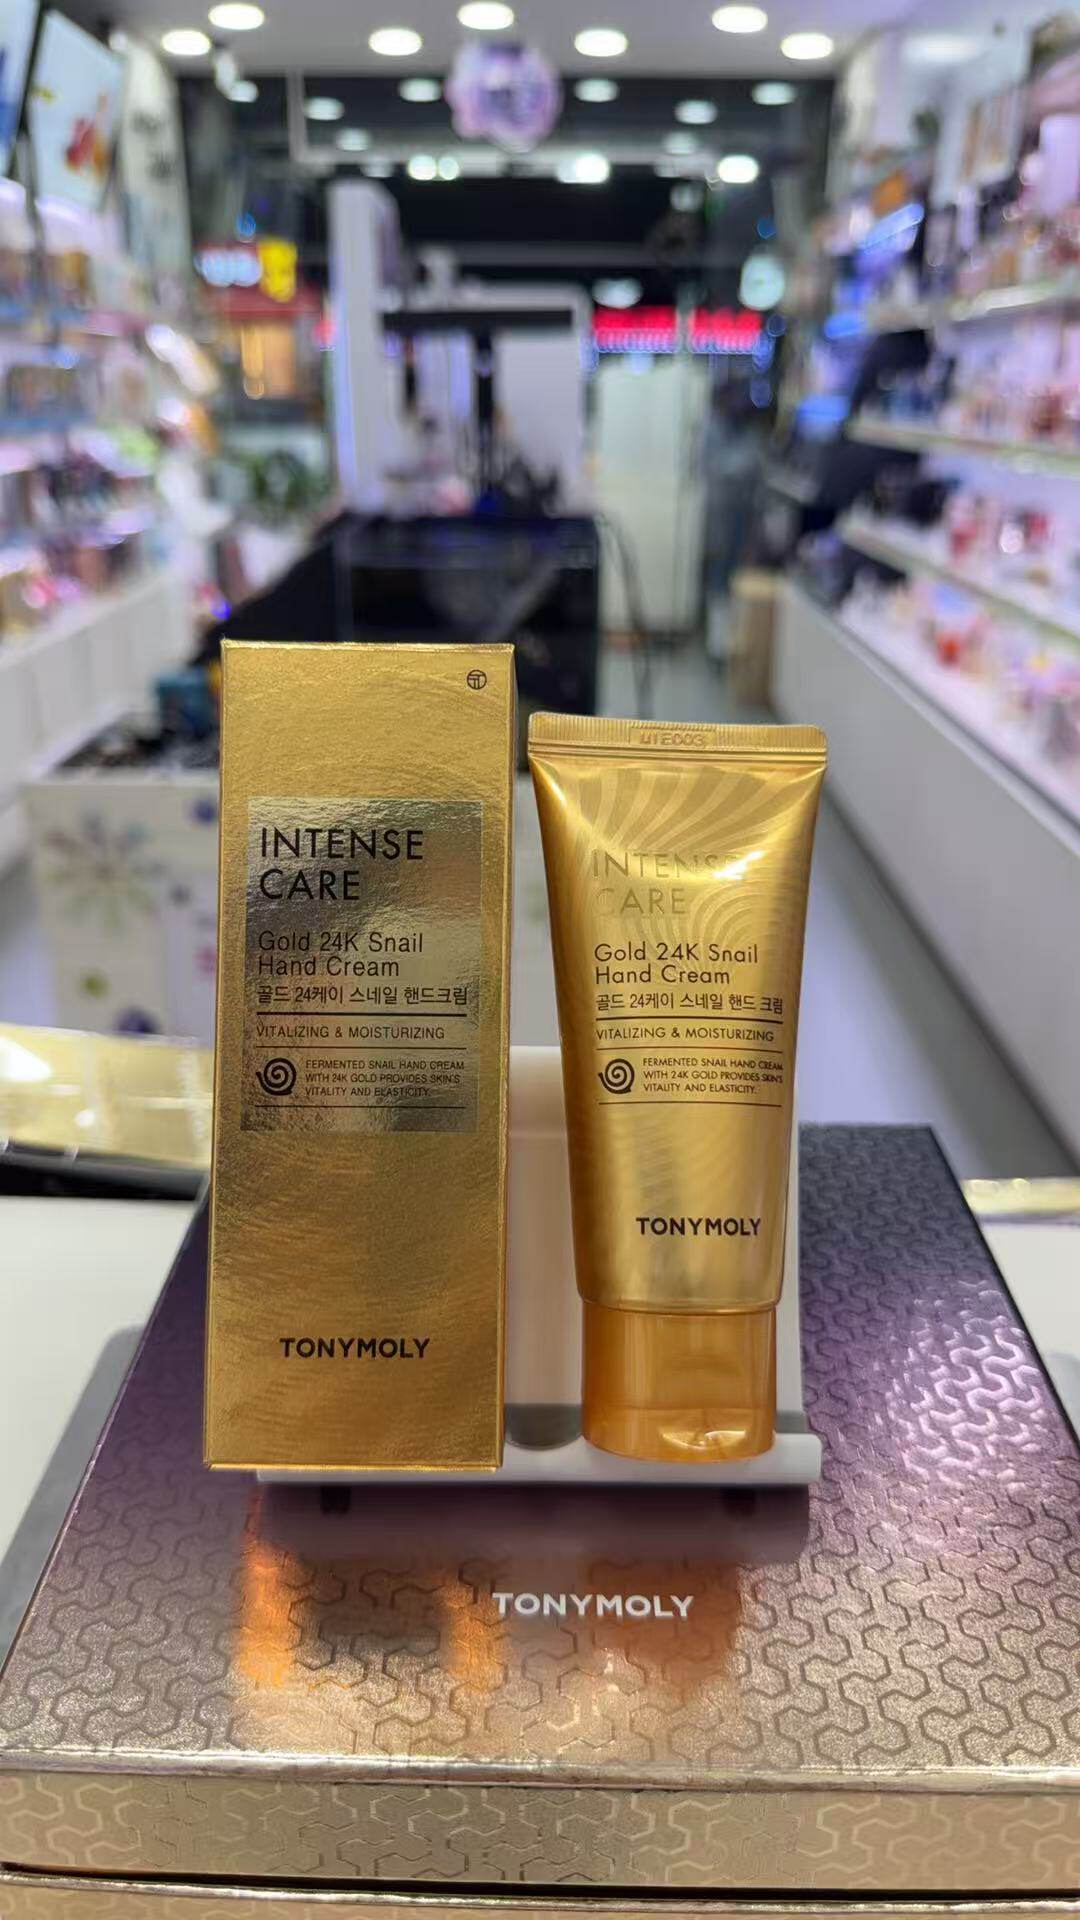 INTENSE
CARE
Gold 24K Snail
Hand Cream
골드 24케이 스네일 핸드크림
VITALIZING & MOISTURIZING
FERMENTED SNAIL HAND CREAM
WITH 24K GOLD PROVIDES SKIN'S
VITALITY AND ELASTICITY.
TONYMOLY
U1E003
INTENSE
CARE
Gold 24K Snail
Hand Cream
골드 24케이 스네일 핸드 크림
VITALIZING & MOISTURIZING
FERMENTED SNAIL HAND CREAM
WITH 24K GOLD PROVIDES SKIN'S
VITALITY AND ELASTICITY.
TONYMOLY
TONYMOLY